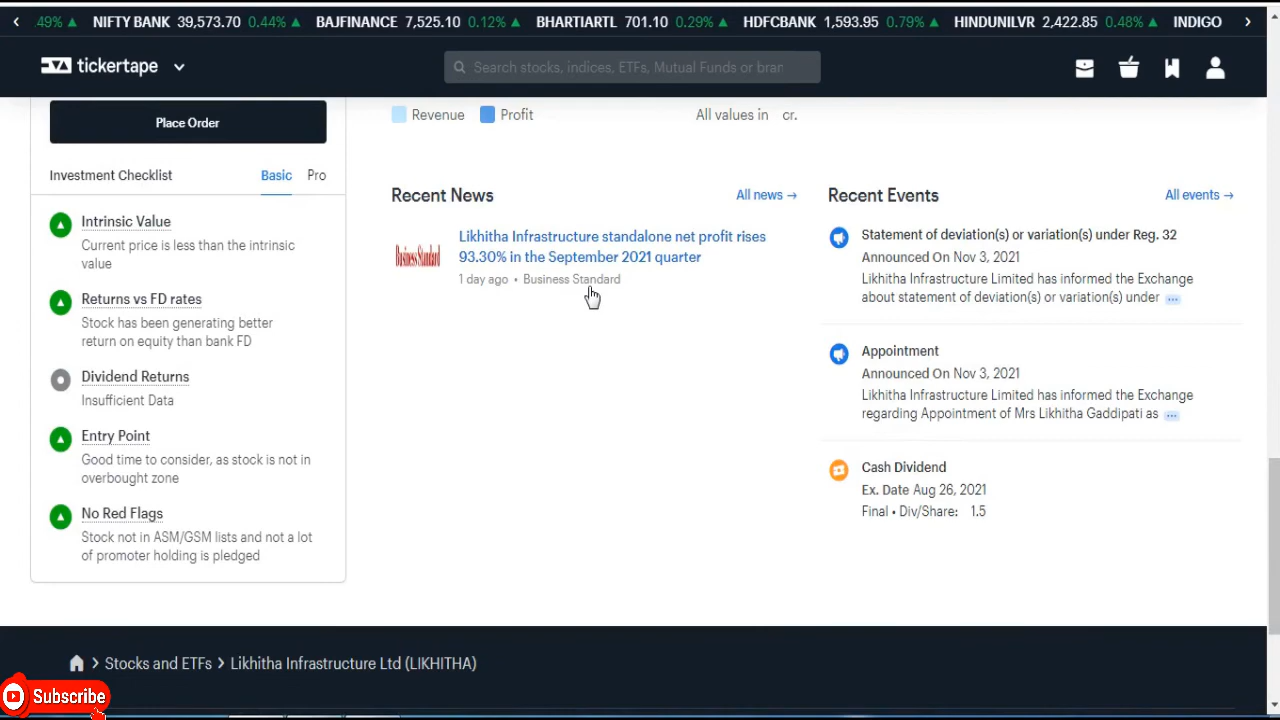 49% NIFTY BANK 39,573.70 0.44% BAJFINANCE 7,525.10 0.12% BHARTIARTL 701.10 0.29% HDFCBANK 1,593.95 0.79% HINDUNILVR 2,422.85 0.48% INDIGO
tickertape
Search stocks, indices, ETFs, Mutual Funds or bran
Place Order
Investment Checklist Basic Pro
Intrinsic Value
Current price is less than the intrinsic
value
Returns vs FD rates
Stock has been generating better
return on equity than bank FD
Dividend Returns
Insufficient Data
Entry Point
Good time to consider, as stock is not in
overbought zone
No Red Flags
Stock not in ASM/GSM lists and not a lot
of promoter holding is pledged
Revenue Profit All values in cr.
Recent News All news →
Business Standard
Likhitha Infrastructure standalone net profit rises
93.30% in the September 2021 quarter
1 day ago • Business Standard
Recent Events All events →
Statement of deviation(s) or variation(s) under Reg. 32
Announced On Nov 3, 2021
Likhitha Infrastructure Limited has informed the Exchange
about statement of deviation(s) or variation(s) under ...
Appointment
Announced On Nov 3, 2021
Likhitha Infrastructure Limited has informed the Exchange
regarding Appointment of Mrs Likhitha Gaddipati as ...
Cash Dividend
Ex. Date Aug 26, 2021
Final • Div/Share: 1.5
Stocks and ETFs > Likhitha Infrastructure Ltd (LIKHITHA)
Subscribe